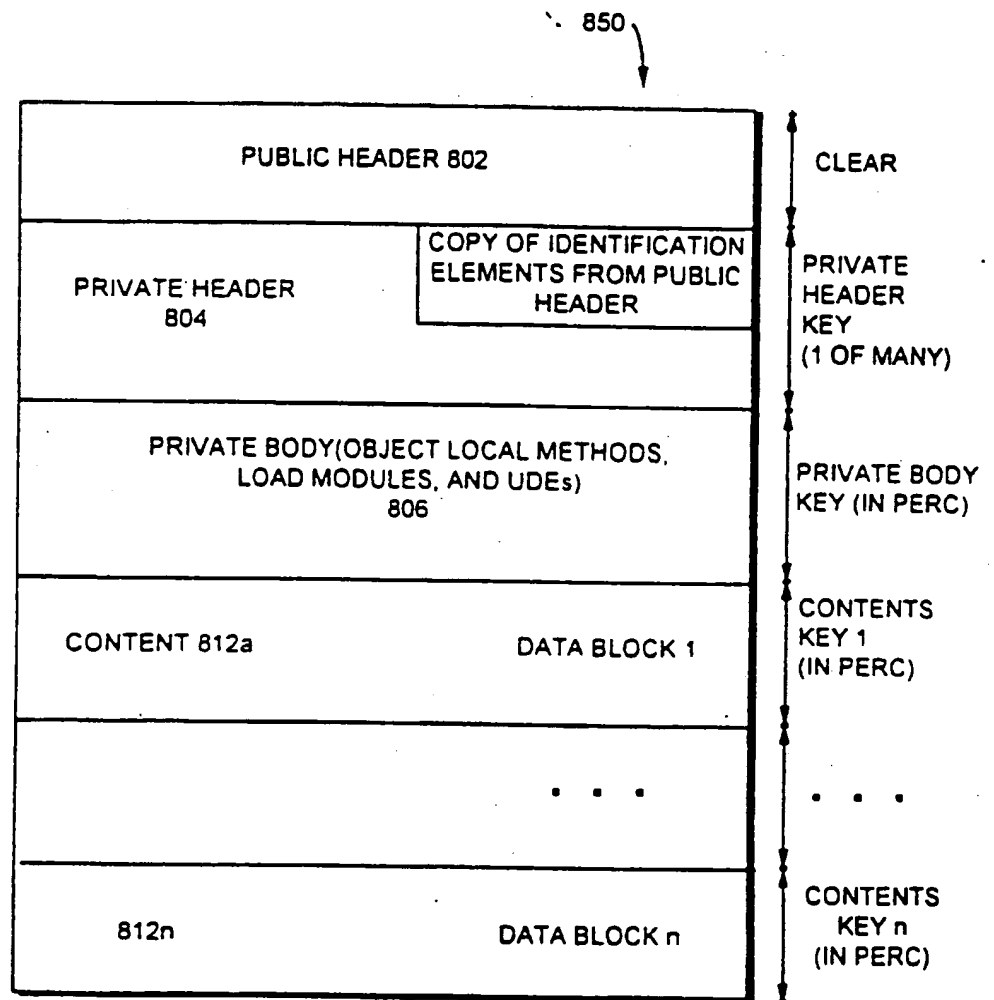 850
PUBLIC HEADER 802
CLEAR
PRIVATE HEADER
804
COPY OF IDENTIFICATION
ELEMENTS FROM PUBLIC
HEADER
PRIVATE
HEADER
KEY
(1 OF MANY)
PRIVATE BODY(OBJECT LOCAL METHODS,
LOAD MODULES, AND UDEs)
806
PRIVATE BODY
KEY (IN PERC)
CONTENT 812a
DATA BLOCK 1
CONTENTS
KEY 1
(IN PERC)
. . .
. . .
812n
DATA BLOCK n
CONTENTS
KEY n
(IN PERC)